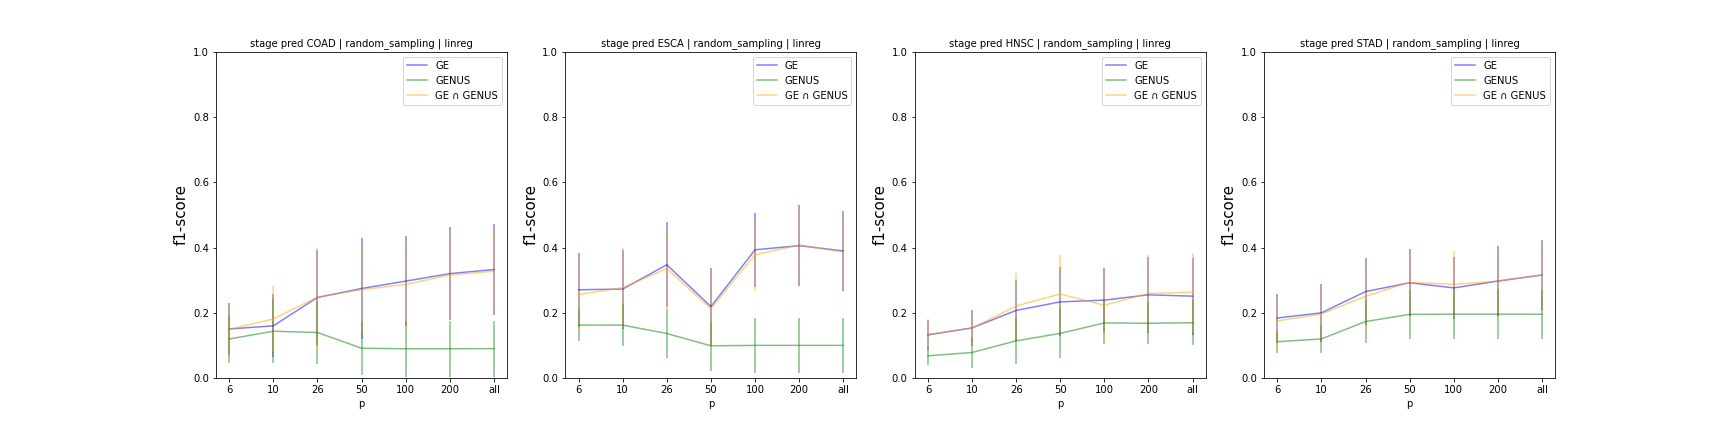 stage pred COAD | random_sampling | linreg
1.0
0.8
0.6
0.4
0.2
0.0
f1-score
GE
GENUS
GE ∩ GENUS
6 10 26 50 100 200 all
p
stage pred ESCA | random_sampling | linreg
1.0
0.8
0.6
0.4
0.2
0.0
f1-score
GE
GENUS
GE ∩ GENUS
6 10 26 50 100 200 all
p
stage pred HNSC | random_sampling | linreg
1.0
0.8
0.6
0.4
0.2
0.0
f1-score
GE
GENUS
GE ∩ GENUS
6 10 26 50 100 200 all
p
stage pred STAD | random_sampling | linreg
1.0
0.8
0.6
0.4
0.2
0.0
f1-score
GE
GENUS
GE ∩ GENUS
6 10 26 50 100 200 all
p